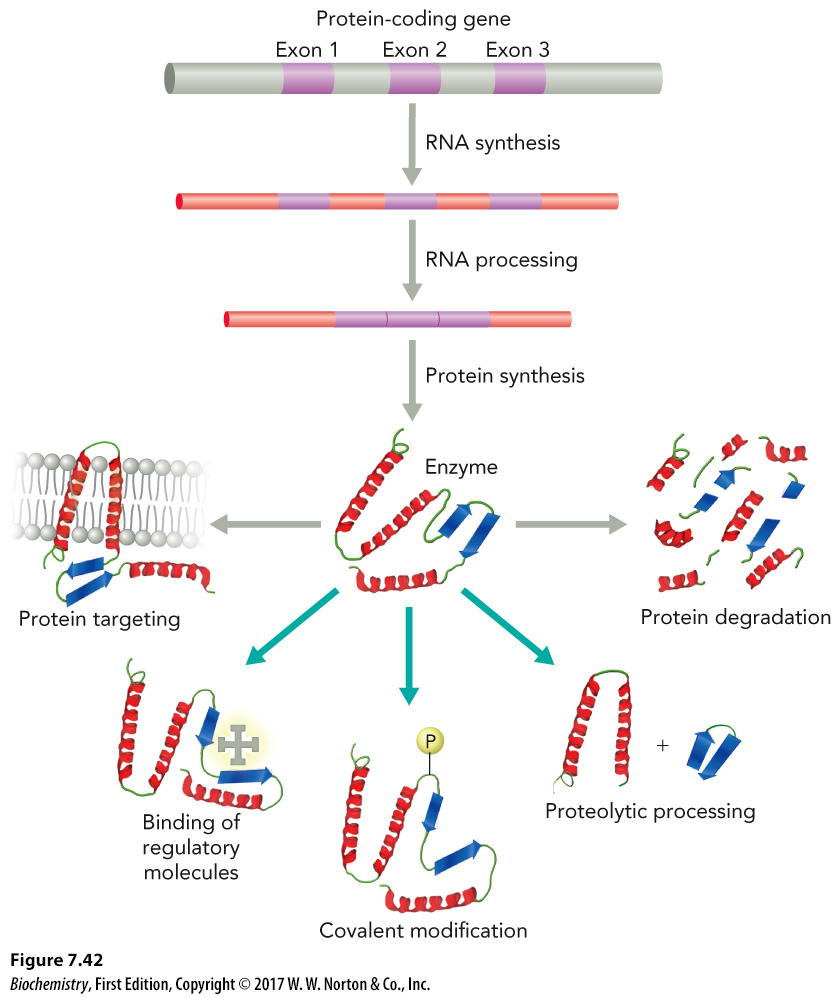 Protein-coding gene
Exon 1 Exon 2 Exon 3
RNA synthesis
RNA processing
Protein synthesis
Enzyme
Protein targeting
Protein degradation
P
+
Proteolytic processing
Binding of
regulatory
molecules
Covalent modification
Figure 7.42
Biochemistry, First Edition, Copyright © 2017 W. W. Norton & Co., Inc.